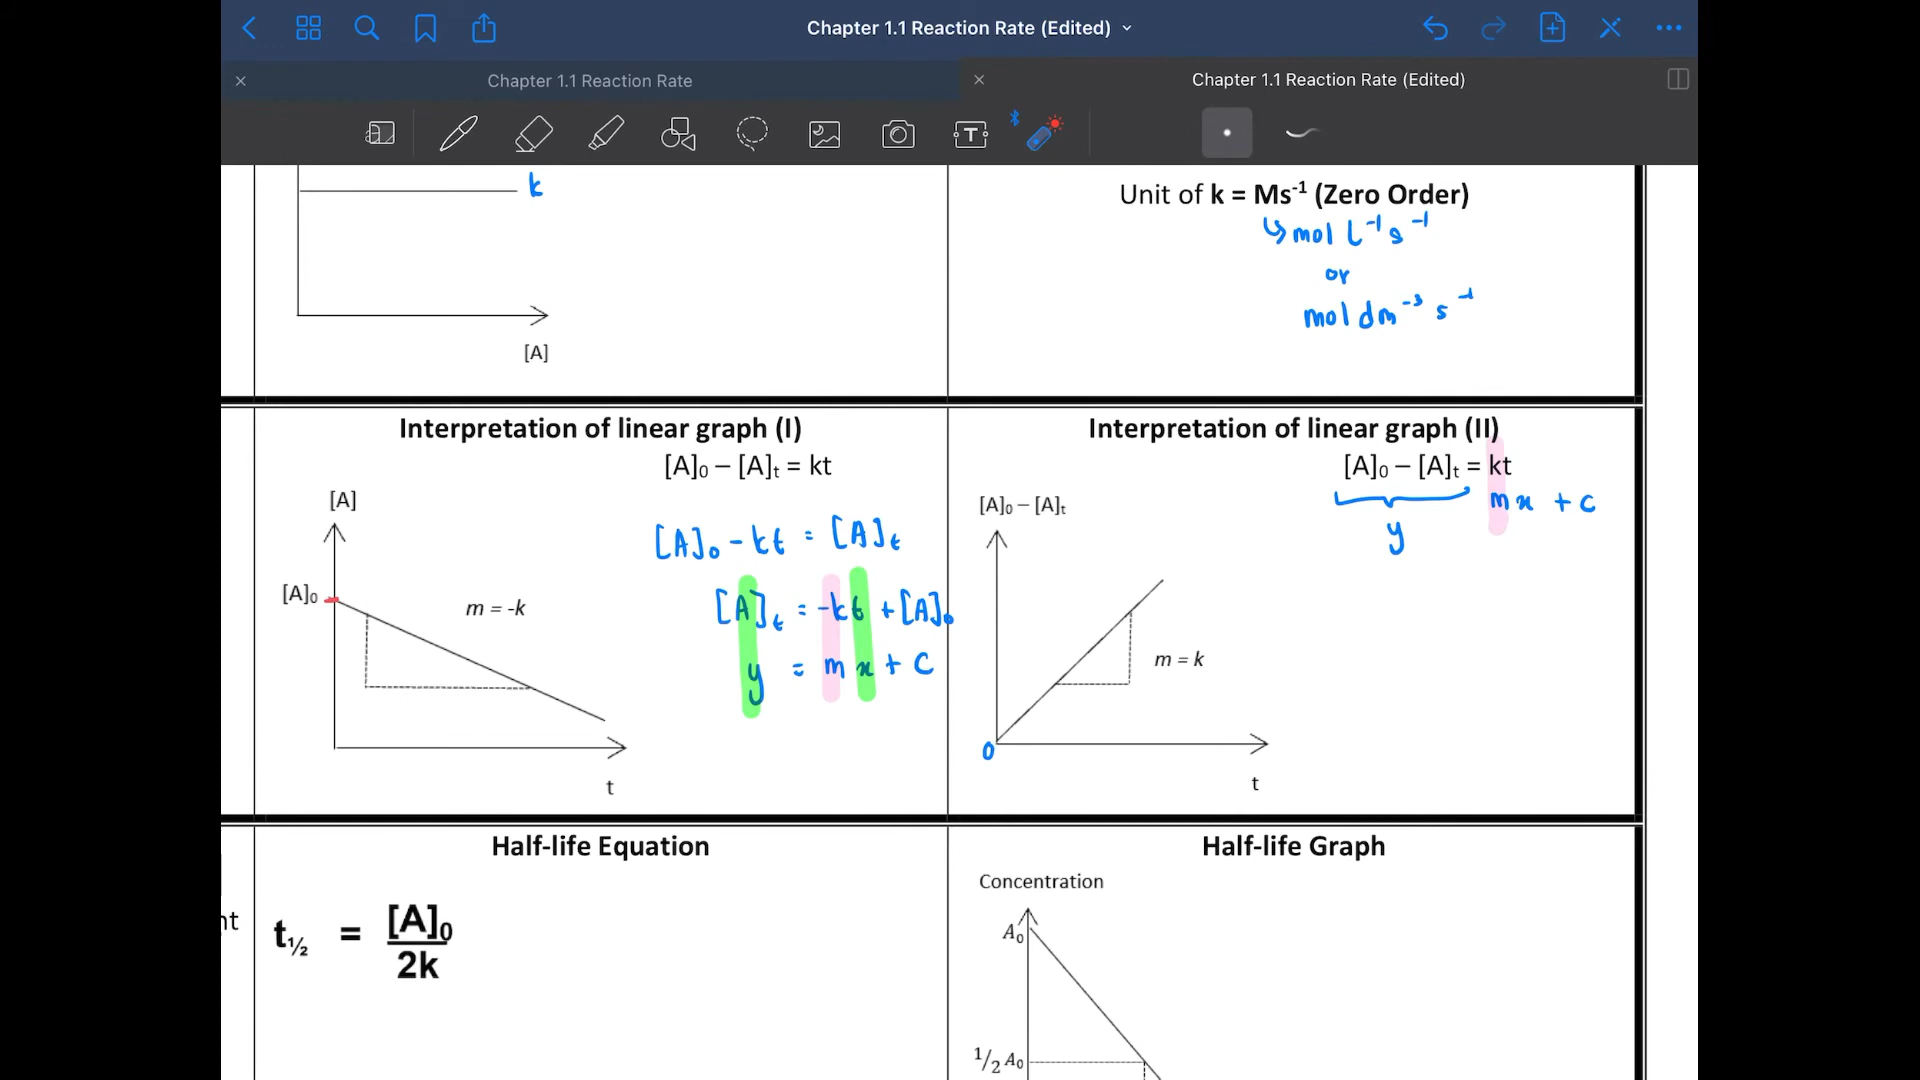 Chapter 1.1 Reaction Rate (Edited)
Chapter 1.1 Reaction Rate
Chapter 1.1 Reaction Rate (Edited)
k
[A]
Unit of k = Ms⁻¹ (Zero Order)
↳ mol L⁻¹ s⁻¹
or
mol dm⁻³ s⁻¹
Interpretation of linear graph (I)
[A]₀ – [A]ₜ = kt
[A]
[A]₀ - kt = [A]ₜ
[A]₀
m = -k
[A]ₜ = -kt + [A]₀
y = mx + c
t
Interpretation of linear graph (II)
[A]₀ – [A]ₜ = kt
mx + c
y
[A]₀ – [A]ₜ
m = k
0
t
Half-life Equation
nt
t½ = [A]₀
2k
Half-life Graph
Concentration
A₀
1/2 A₀